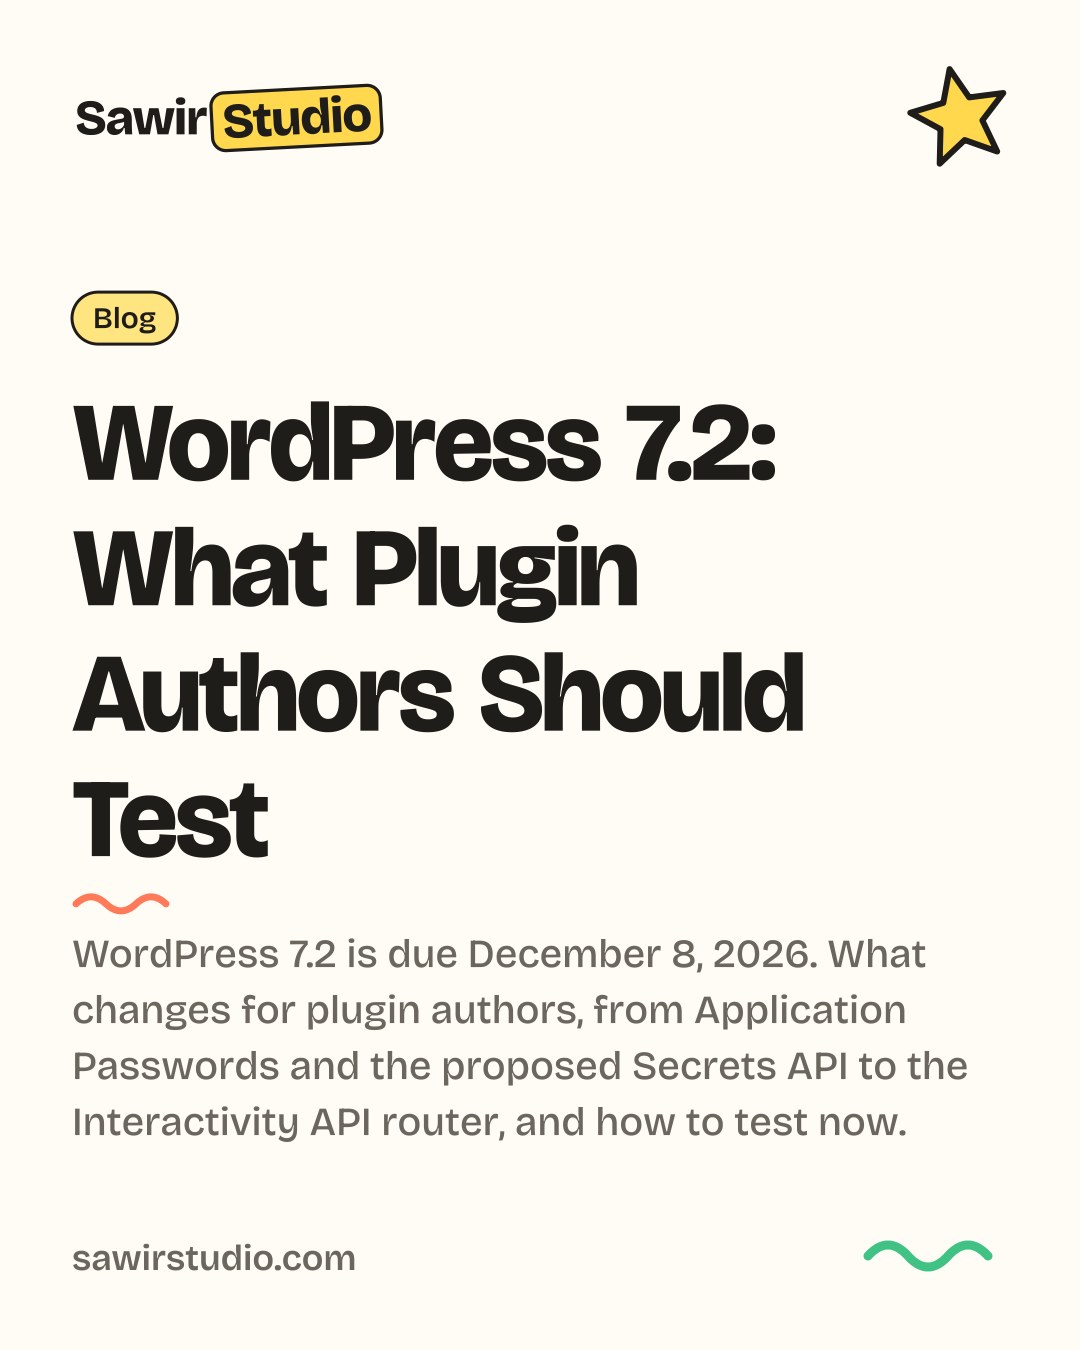 Sawir Studio
Blog
WordPress 7.2:
What Plugin
Authors Should
Test
WordPress 7.2 is due December 8, 2026. What
changes for plugin authors, from Application
Passwords and the proposed Secrets API to the
Interactivity API router, and how to test now.
sawirstudio.com